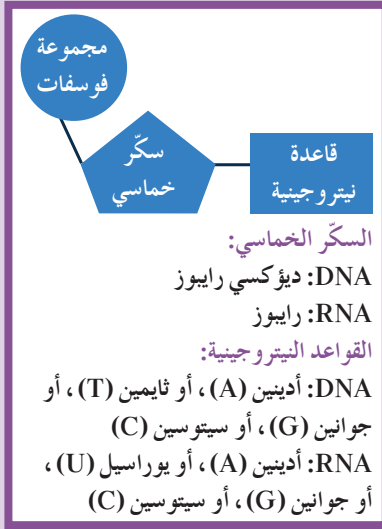 مجموعة
فوسفات
سكّر
خماسي
قاعدة
نيتروجينية
السكّر الخماسي:
DNA: ديؤكسي رايبوز
RNA: رايبوز
القواعد النيتروجينية:
DNA: أدينين (A)، أو ثايمين (T)، أو
جوانين (G)، أو سيتوسين (C)
RNA: أدينين (A)، أو يوراسيل (U)،
أو جوانين (G)، أو سيتوسين (C)